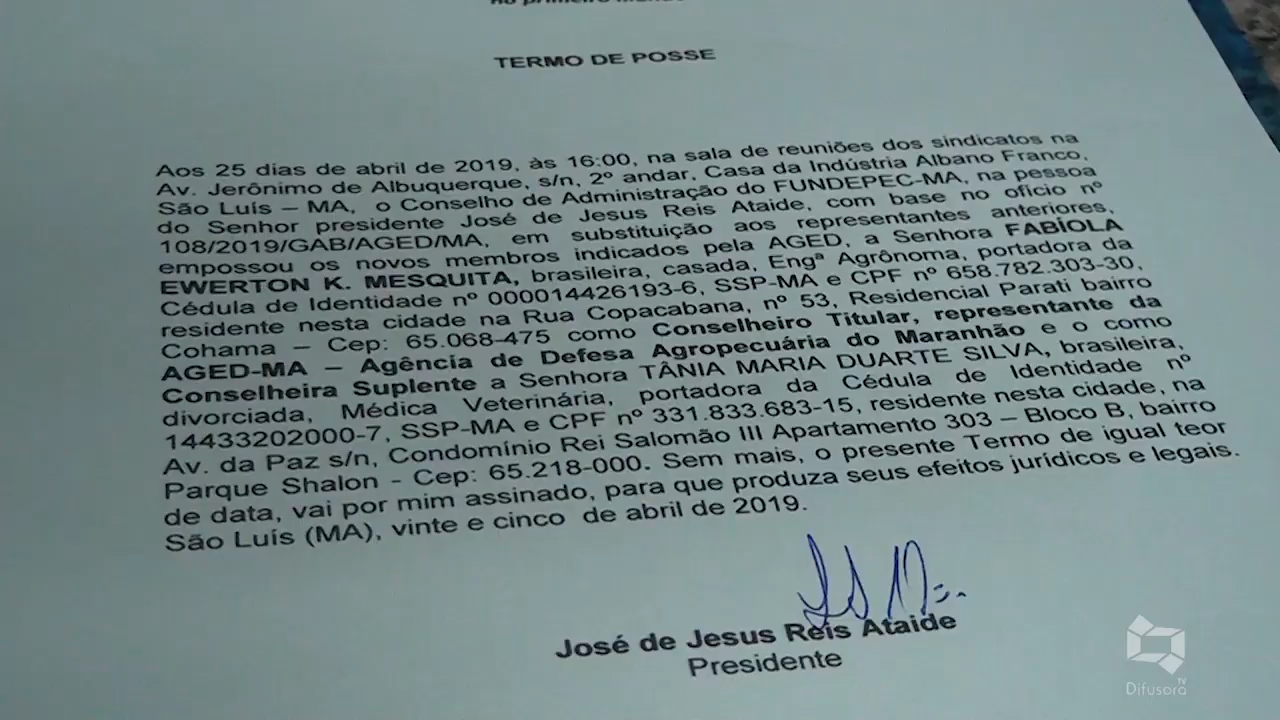 TERMO DE POSSE
Aos 25 dias de abril de 2019, às 16:00, na sala de reuniões dos sindicatos na
Av. Jerônimo de Albuquerque, s/n, 2º andar, Casa da Indústria Albano Franco,
São Luís – MA, o Conselho de Administração do FUNDEPEC-MA, na pessoa
do Senhor presidente José de Jesus Reis Ataide, com base no oficio nº
108/2019/GAB/AGED/MA, em substituição aos representantes anteriores,
empossou os novos membros indicados pela AGED, a Senhora FABÍOLA
EWERTON K. MESQUITA, brasileira, casada, Engª Agrônoma, portadora da
Cédula de Identidade nº 000014426193-6, SSP-MA e CPF nº 658.782.303-30,
residente nesta cidade na Rua Copacabana, nº 53, Residencial Parati bairro
Cohama – Cep: 65.068-475 como Conselheiro Titular, representante da
AGED-MA – Agência de Defesa Agropecuária do Maranhão e o como
Conselheira Suplente a Senhora TÂNIA MARIA DUARTE SILVA, brasileira,
divorciada, Médica Veterinária, portadora da Cédula de Identidade nº
14433202000-7, SSP-MA e CPF nº 331.833.683-15, residente nesta cidade, na
Av. da Paz s/n, Condomínio Rei Salomão III Apartamento 303 – Bloco B, bairro
Parque Shalon - Cep: 65.218-000. Sem mais, o presente Termo de igual teor
de data, vai por mim assinado, para que produza seus efeitos jurídicos e legais.
São Luís (MA), vinte e cinco de abril de 2019.
José de Jesus Reis Ataide
Presidente
Difusora
TV